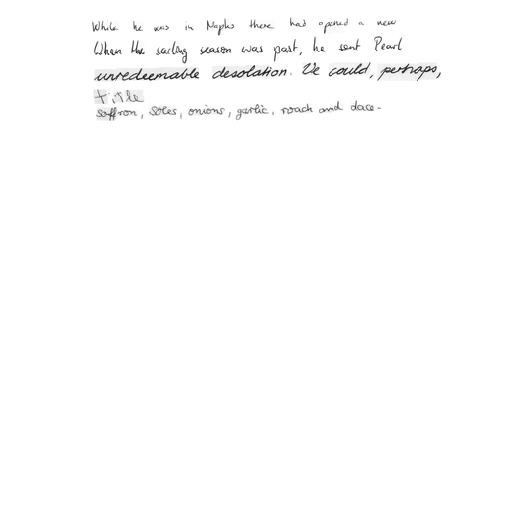 While he was in Naples there had opened a new
When the sailing season was past, he sent Pearl
unredeemable desolation. We could, perhaps,
title
saffron, soles, onions, garlic, roach and dace-